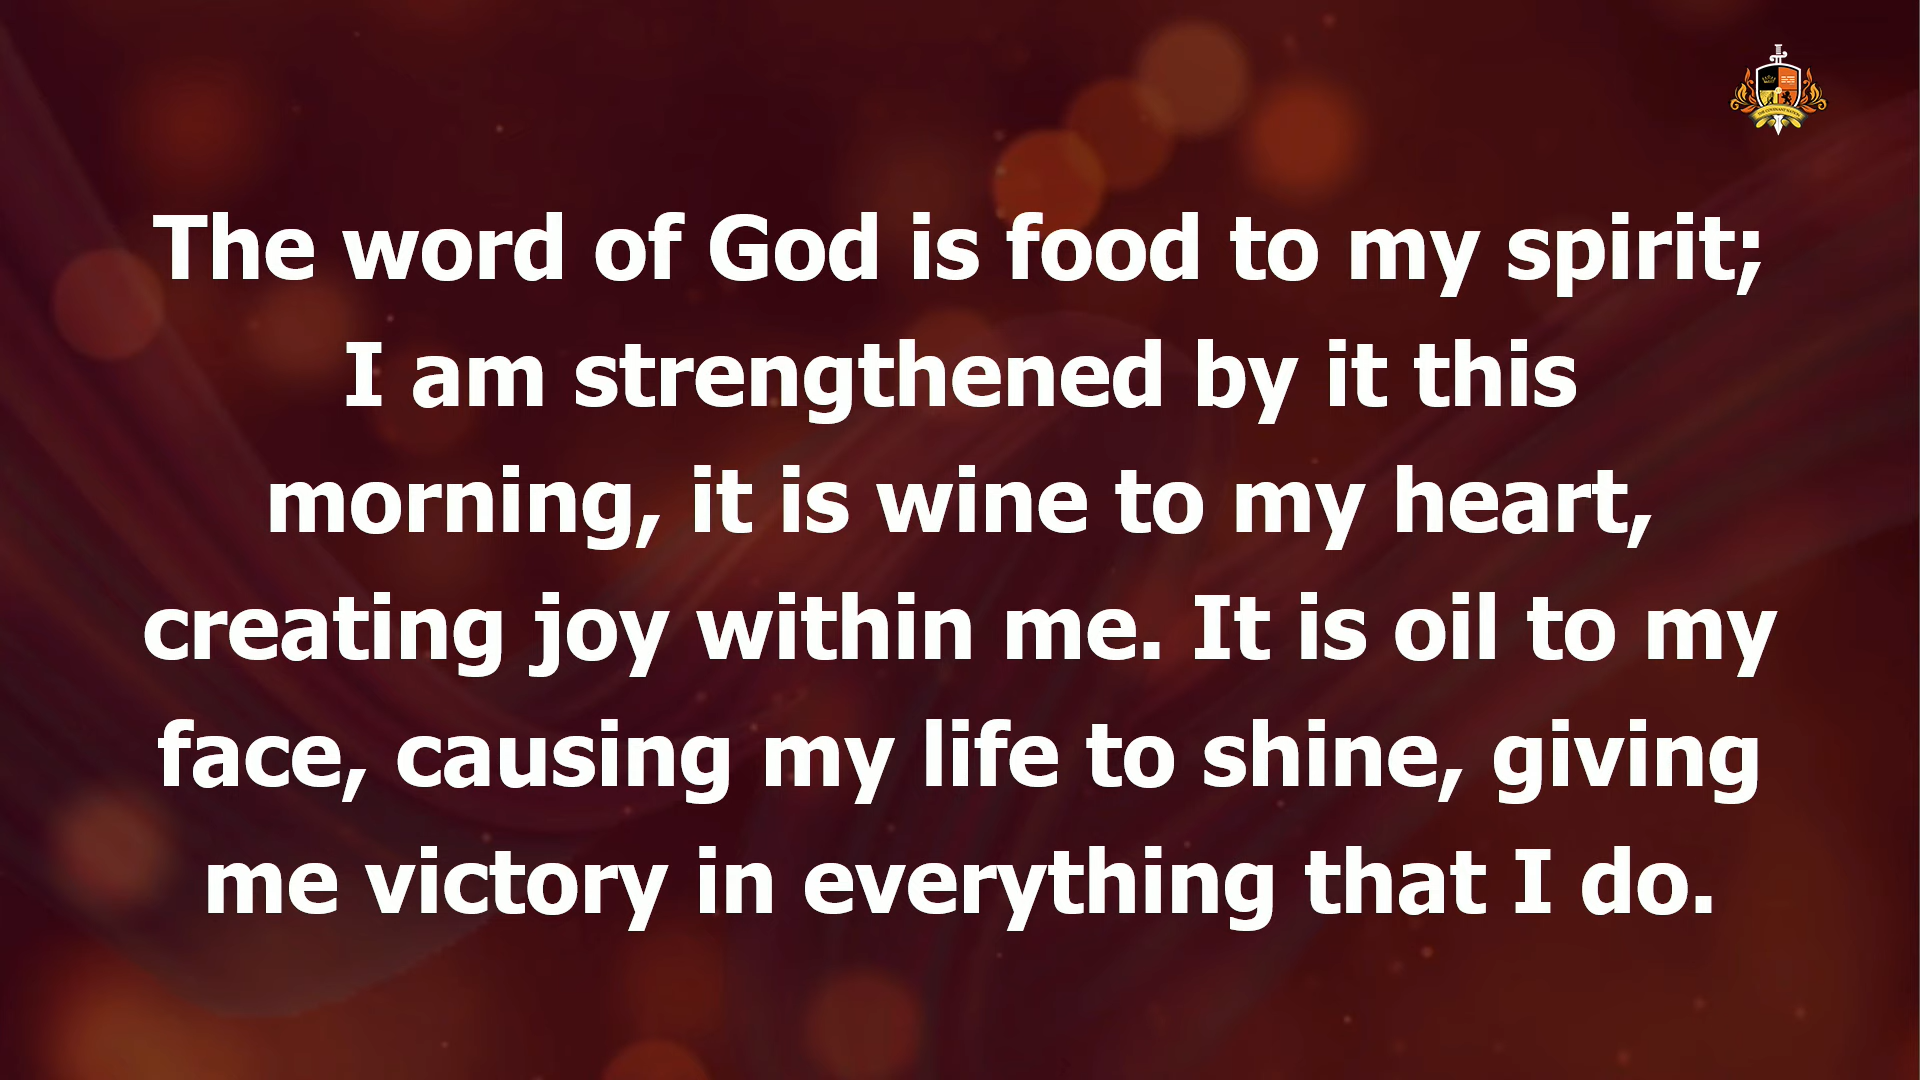 The word of God is food to my spirit;
I am strengthened by it this
morning, it is wine to my heart,
creating joy within me. It is oil to my
face, causing my life to shine, giving
me victory in everything that I do.